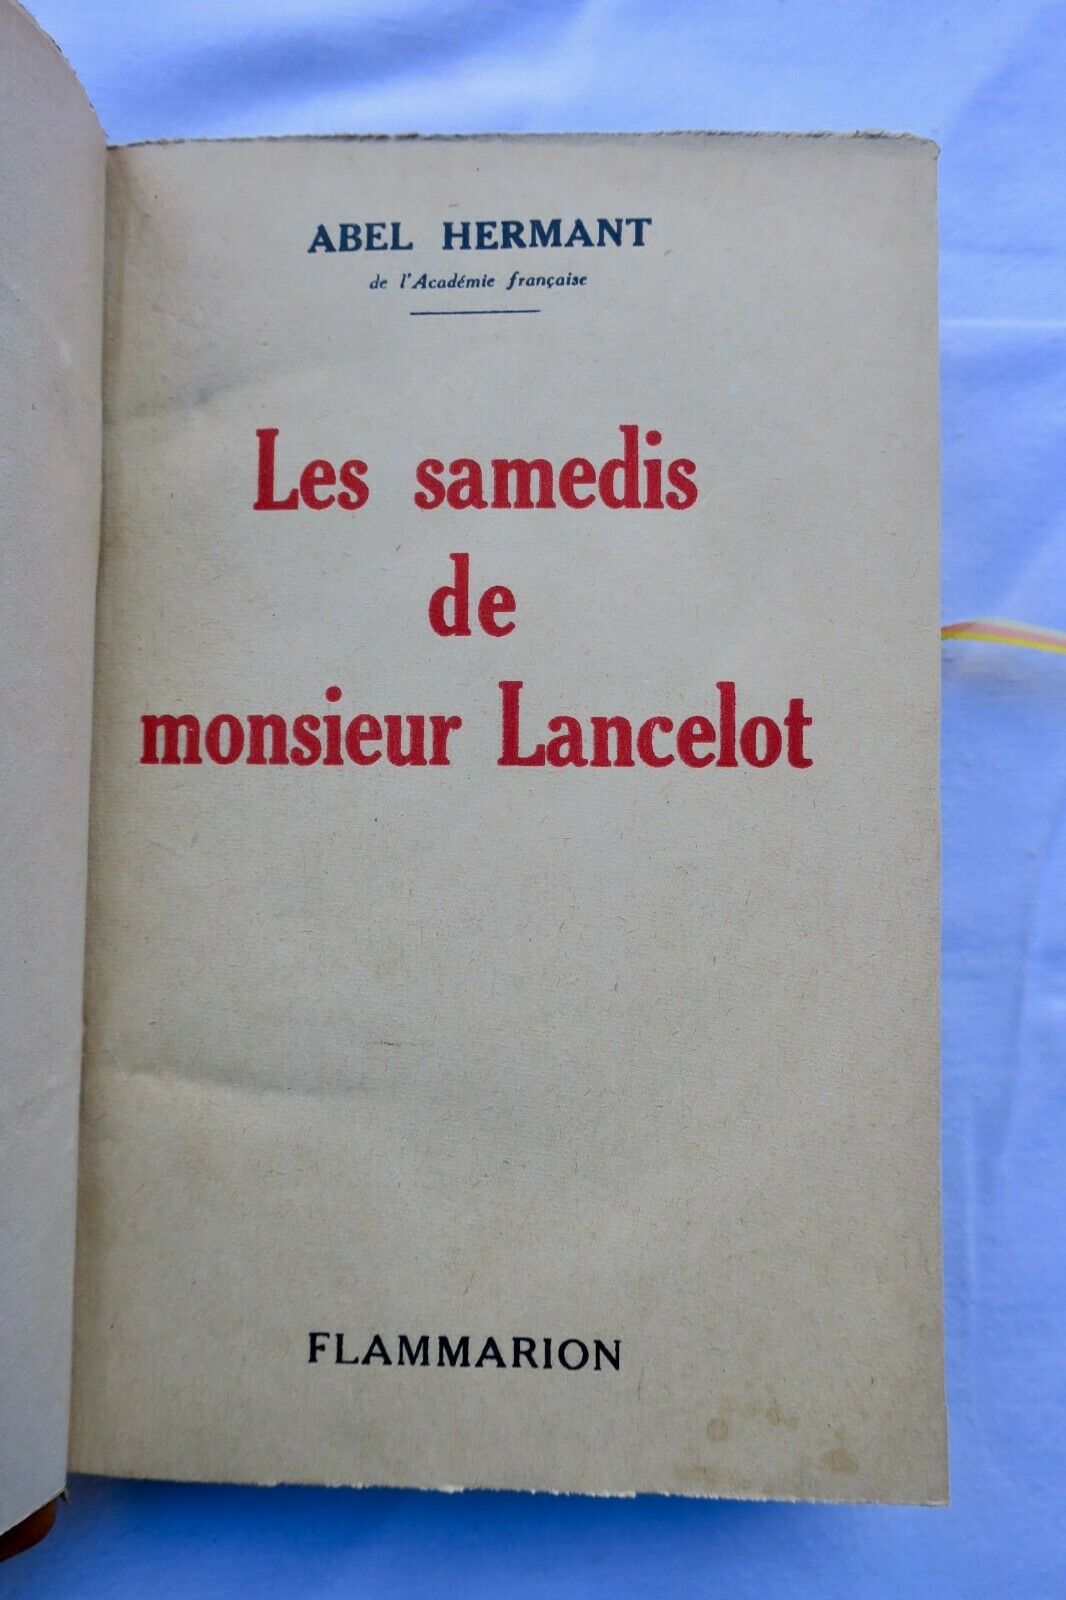 ABEL HERMANT
de l'Académie française
Les samedis
de
monsieur Lancelot
FLAMMARION